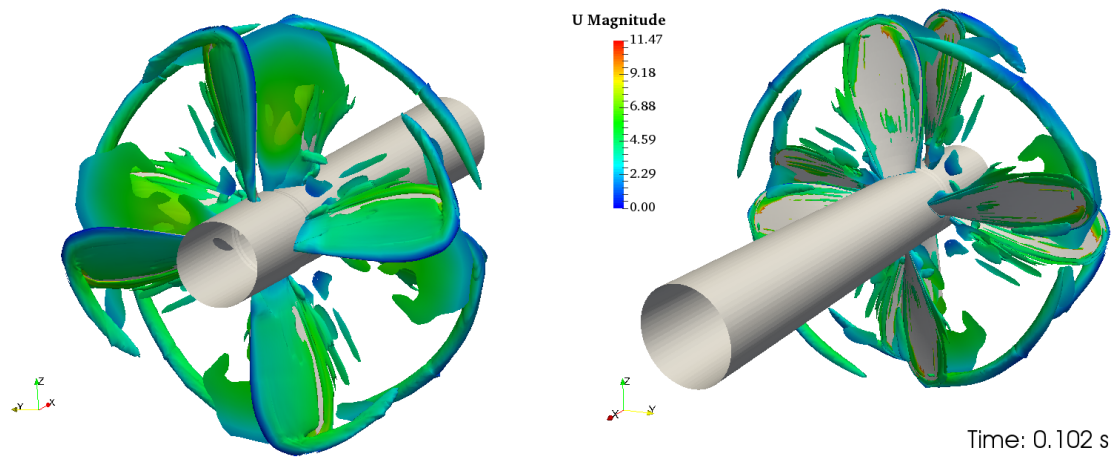 U Magnitude
11.47
9.18
6.88
4.59
2.29
0.00
Z
Y
X
Z
X
Y
Time: 0.102 s